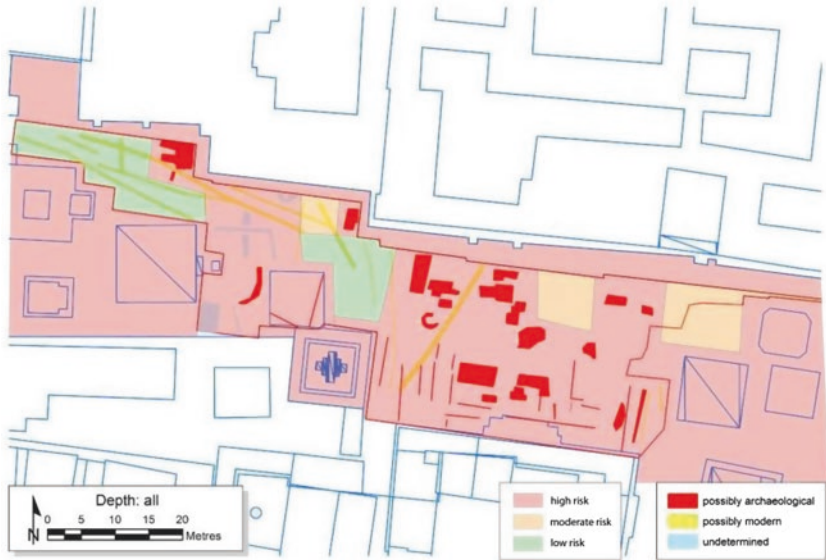 Depth: all
N
0 5 10 15 20
Metres
high risk
moderate risk
low risk
possibly archaeological
possibly modern
undetermined